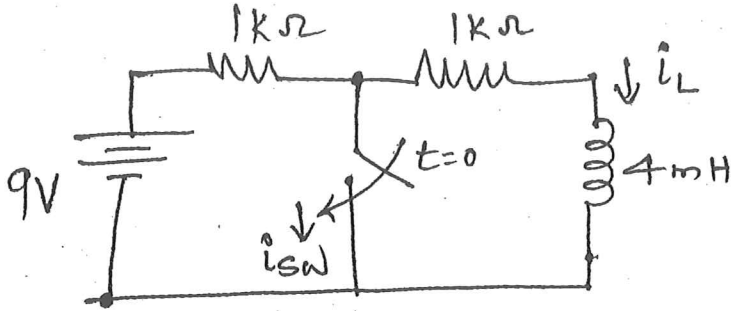 1KΩ 1KΩ
iL
t=0
9V 4mH
isw